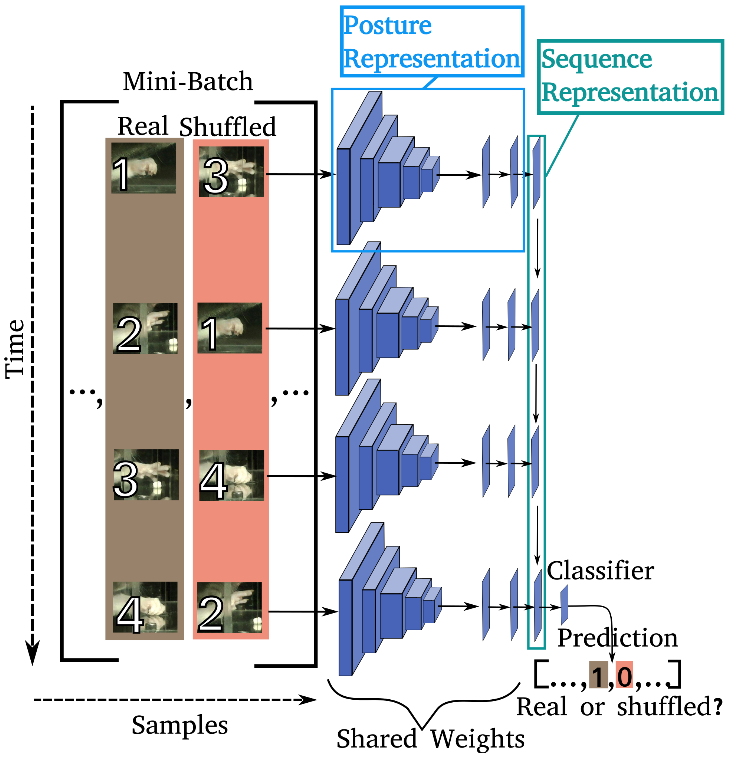 Posture
Representation
Sequence
Representation
Mini-Batch
Real Shuffled
1 3
2 1
..., , ,...
3 4
4 2
Time
Samples
Shared Weights
Classifier
Prediction
[...,1,0,...]
Real or shuffled?